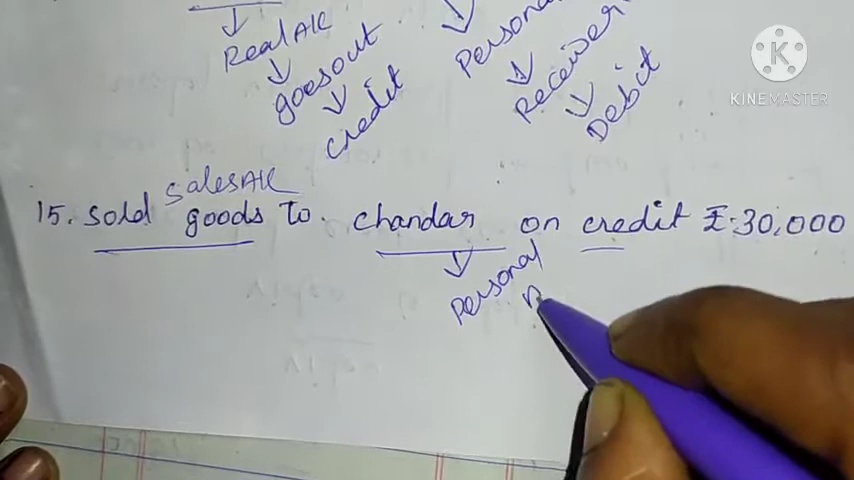 Real A/C
goes out
credit
Personal
Receiver
Debit
KINEMASTER
Sales A/C
15. Sold goods to chandar on credit ₹.30,000
Personal